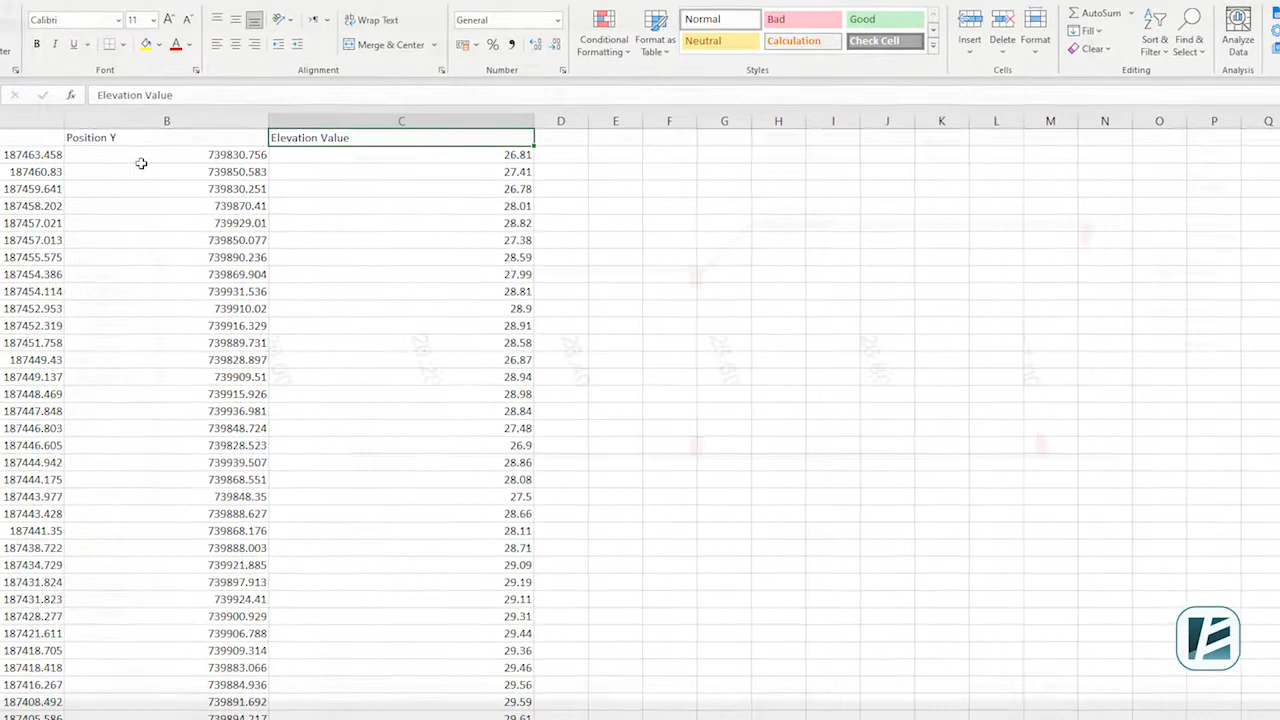 Calibri 11 A A Wrap Text General Normal Bad Good AutoSum
B I U A Merge & Center % Conditional Formatting Format as Table Neutral Calculation Check Cell Insert Delete Format Fill Clear Sort & Filter Find & Select Analyze Data
Font Alignment Number Styles Cells Editing Analysis
fx Elevation Value
B C D E F G H I J K L M N O P Q
Position Y Elevation Value
187463.458 739830.756 26.81
187460.83 739850.583 27.41
187459.641 739830.251 26.78
187458.202 739870.41 28.01
187457.021 739929.01 28.82
187457.013 739850.077 27.38
187455.575 739890.236 28.59
187454.386 739869.904 27.99
187454.114 739931.536 28.81
187452.953 739910.02 28.9
187452.319 739916.329 28.91
187451.758 739889.731 28.58
187449.43 739828.897 26.87
187449.137 739909.51 28.94
187448.469 739915.926 28.98
187447.848 739936.981 28.84
187446.803 739848.724 27.48
187446.605 739828.523 26.9
187444.942 739939.507 28.86
187444.175 739868.551 28.08
187443.977 739848.35 27.5
187443.428 739888.627 28.66
187441.35 739868.176 28.11
187438.722 739888.003 28.71
187434.729 739921.885 29.09
187431.824 739897.913 29.19
187431.823 739924.41 29.11
187428.277 739900.929 29.31
187421.611 739906.788 29.44
187418.705 739909.314 29.36
187418.418 739883.066 29.46
187416.267 739884.936 29.56
187408.492 739891.692 29.59
187405.586 739894.217 29.61